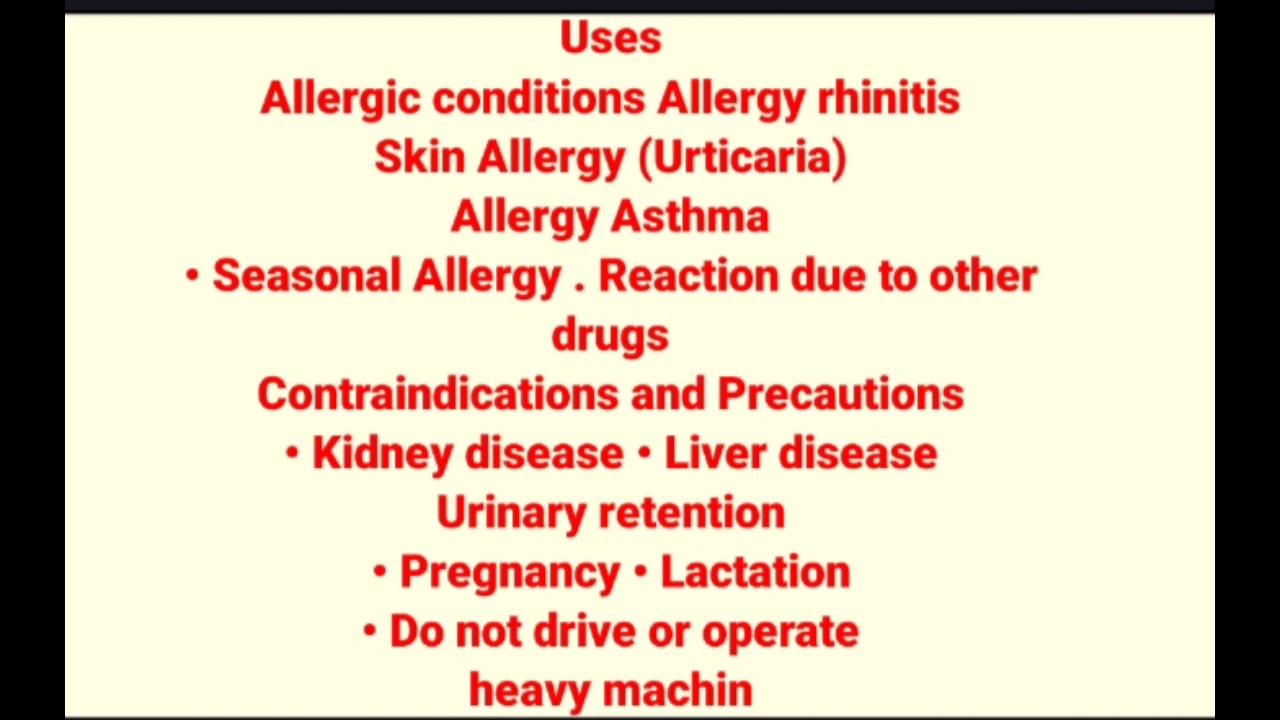 Uses
Allergic conditions Allergy rhinitis
Skin Allergy (Urticaria)
Allergy Asthma
• Seasonal Allergy . Reaction due to other
drugs
Contraindications and Precautions
• Kidney disease • Liver disease
Urinary retention
• Pregnancy • Lactation
• Do not drive or operate
heavy machin